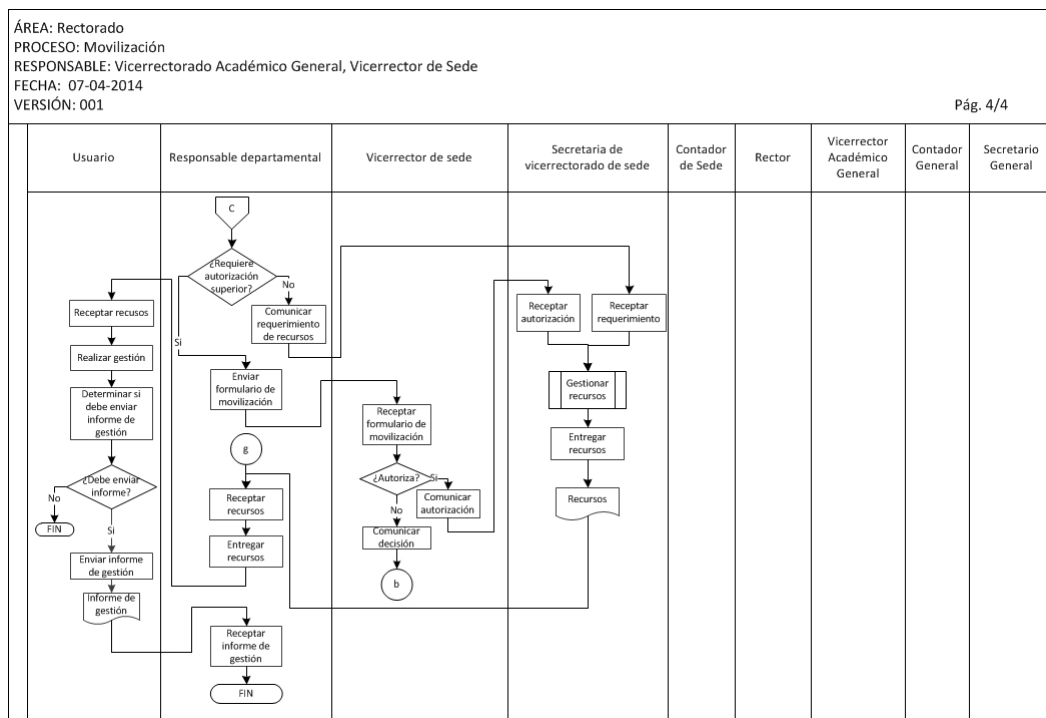 ÁREA: Rectorado
PROCESO: Movilización
RESPONSABLE: Vicerrectorado Académico General, Vicerrector de Sede
FECHA: 07-04-2014
VERSIÓN: 001
Pág. 4/4
Usuario
Responsable departamental
Vicerrector de sede
Secretaria de
vicerrectorado de sede
Contador
de Sede
Rector
Vicerrector
Académico
General
Contador
General
Secretario
General
C
¿Requiere
autorización
superior?
No
Si
Comunicar
requerimiento
de recursos
Receptar recusos
Realizar gestión
Determinar si
debe enviar
informe de
gestión
¿Debe enviar
informe?
No
FIN
Si
Enviar informe
de gestión
Informe de
gestión
Enviar
formulario de
movilización
g
Receptar
recursos
Entregar
recursos
Receptar
informe de
gestión
FIN
Receptar
formulario de
movilización
¿Autoriza?
Si
Comunicar
autorización
No
Comunicar
decisión
b
Receptar
autorización
Receptar
requerimiento
Gestionar
recursos
Entregar
recursos
Recursos